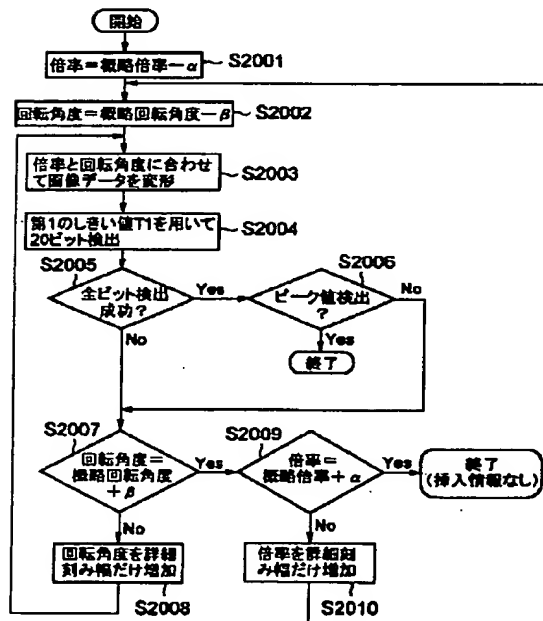 開始
倍率=概略倍率-α
S2001
回転角度=概略回転角度-β
S2002
倍率と回転角度に合わせ
て画像データを変形
S2003
第1のしきい値T1を用いて
20ビット検出
S2004
S2005
全ビット検出
成功?
Yes
No
S2006
ピーク値検出
?
No
Yes
終了
S2007
回転角度=
概略回転角度
+β
Yes
No
S2009
倍率=
概略倍率+α
Yes
No
終了
(挿入情報なし)
回転角度を詳細
刻み幅だけ増加
S2008
倍率を詳細刻
み幅だけ増加
S2010